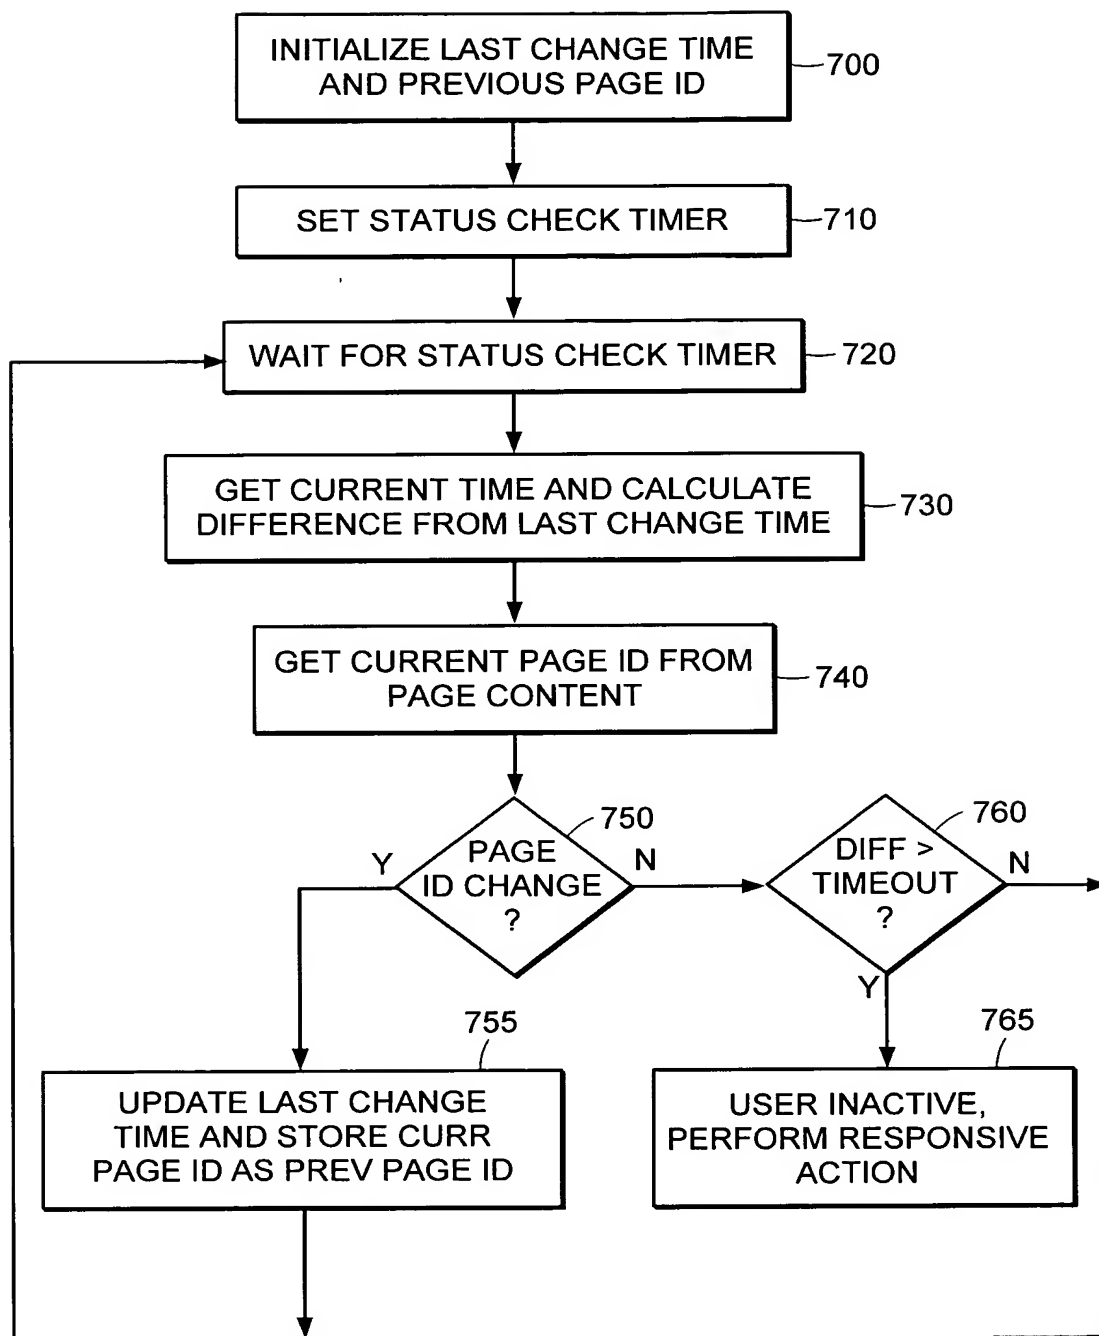 INITIALIZE LAST CHANGE TIME
AND PREVIOUS PAGE ID
700
SET STATUS CHECK TIMER
710
WAIT FOR STATUS CHECK TIMER
720
GET CURRENT TIME AND CALCULATE
DIFFERENCE FROM LAST CHANGE TIME
730
GET CURRENT PAGE ID FROM
PAGE CONTENT
740
750
PAGE
ID CHANGE
?
Y
N
760
DIFF >
TIMEOUT
?
N
Y
755
UPDATE LAST CHANGE
TIME AND STORE CURR
PAGE ID AS PREV PAGE ID
765
USER INACTIVE,
PERFORM RESPONSIVE
ACTION